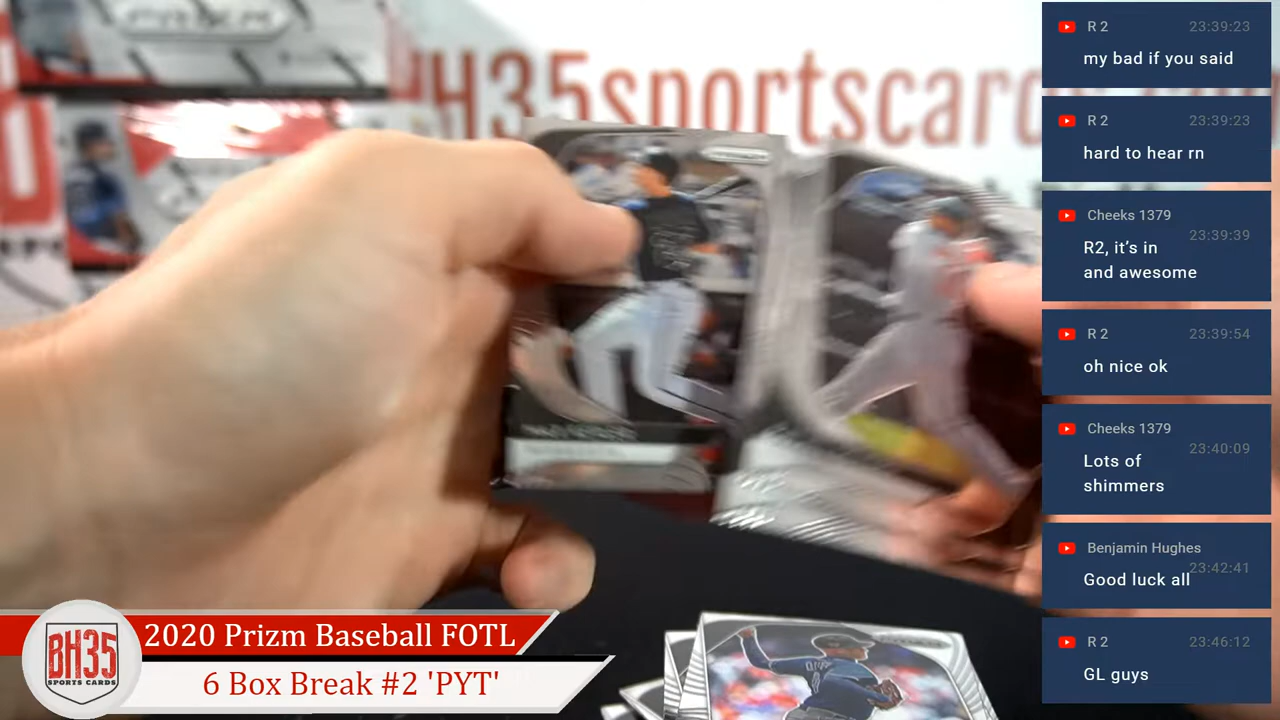 PRIZM
BH35sportscards
R 2
23:39:23
my bad if you said
R 2
23:39:23
hard to hear rn
Cheeks 1379
23:39:39
R2, it’s in
and awesome
R 2
23:39:54
oh nice ok
Cheeks 1379
23:40:09
Lots of
shimmers
Benjamin Hughes
23:42:41
Good luck all
R 2
23:46:12
GL guys
BH35
SPORTS CARDS
2020 Prizm Baseball FOTL
6 Box Break #2 'PYT'